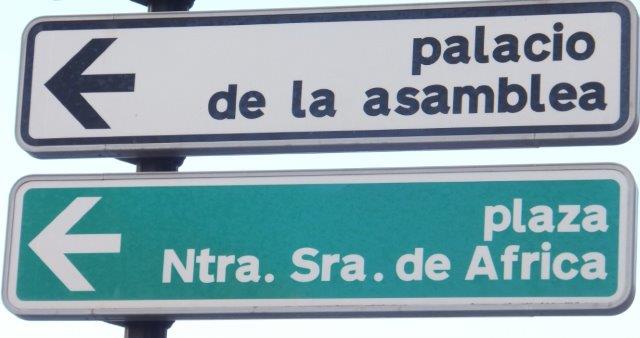 palacio
de la asamblea
plaza
Ntra. Sra. de Africa